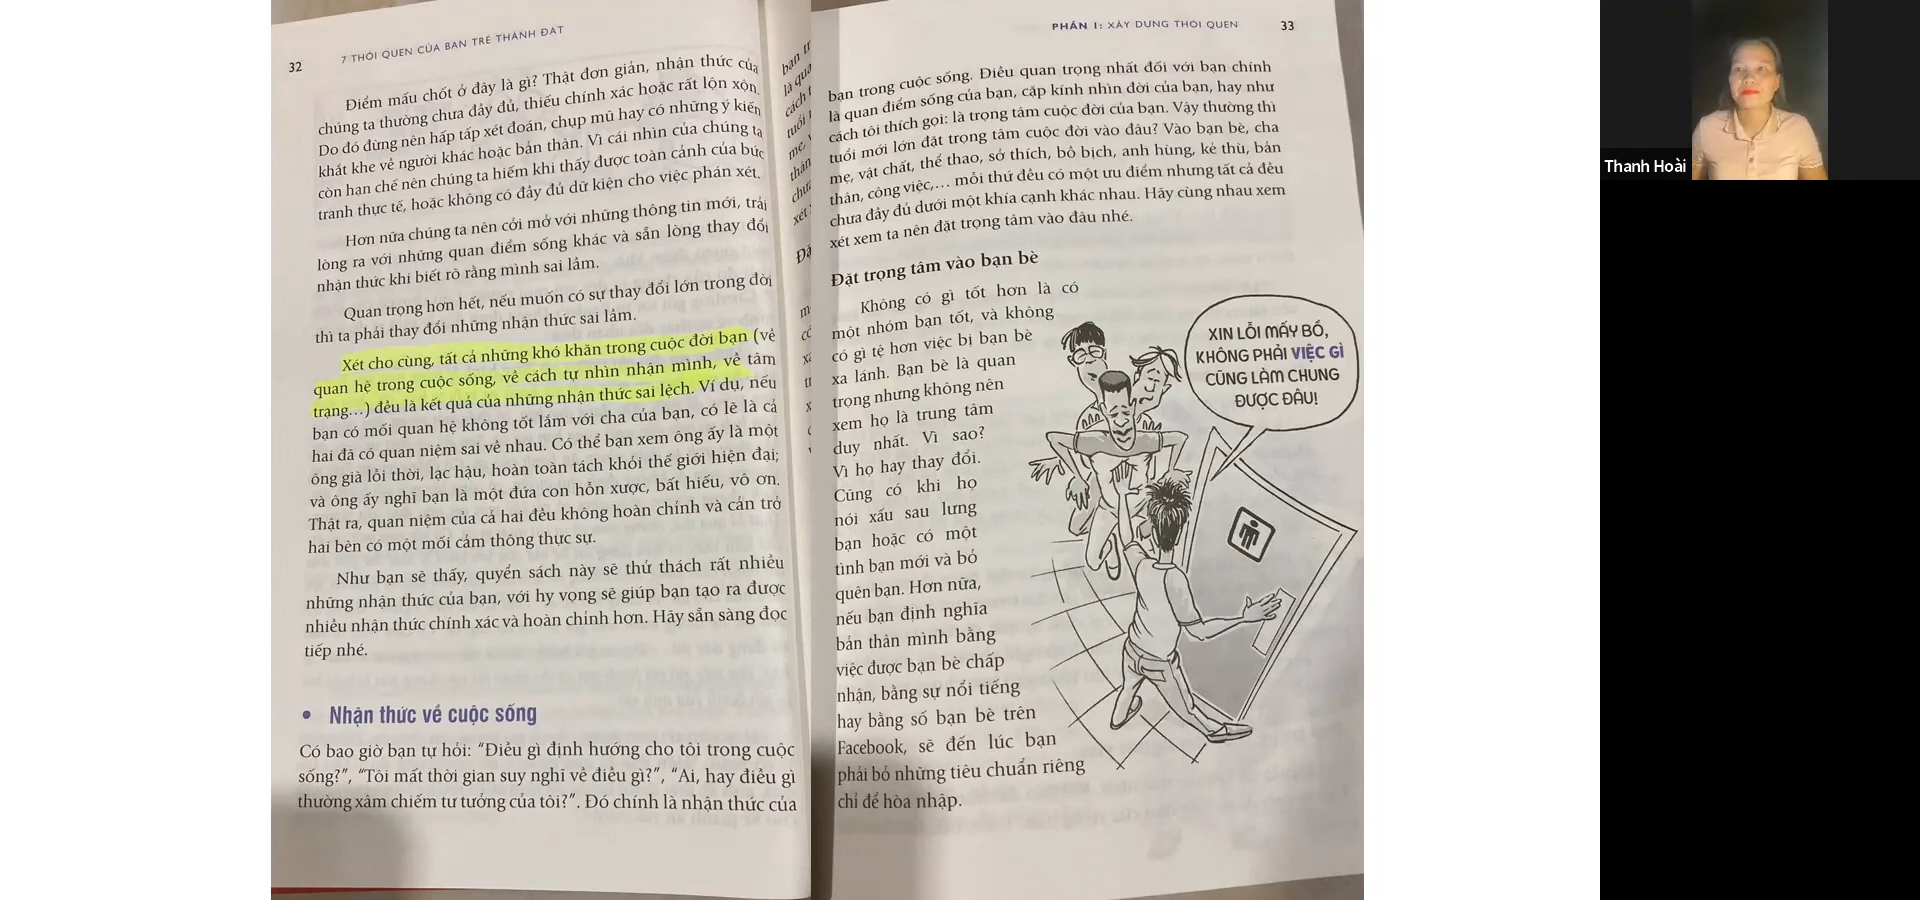 32
7 THÓI QUEN CỦA BẠN TRẺ THÀNH ĐẠT
Điểm mấu chốt ở đây là gì? Thật đơn giản, nhận thức của
chúng ta thường chưa đầy đủ, thiếu chính xác hoặc rất lộn xộn.
Do đó đừng nên hấp tấp xét đoán, chụp mũ hay có những ý kiến
khắt khe về người khác hoặc bản thân. Vì cái nhìn của chúng ta
còn hạn chế nên chúng ta hiếm khi thấy được toàn cảnh của bức
tranh thực tế, hoặc không có đầy đủ dữ kiện cho việc phán xét.
Hơn nữa chúng ta nên cởi mở với những thông tin mới, trải
lòng ra với những quan điểm sống khác và sẵn lòng thay đổi
nhận thức khi biết rõ rằng mình sai lầm.
Quan trọng hơn hết, nếu muốn có sự thay đổi lớn trong đời
thì ta phải thay đổi những nhận thức sai lầm.
Xét cho cùng, tất cả những khó khăn trong cuộc đời bạn (về
quan hệ trong cuộc sống, về cách tự nhìn nhận mình, về tâm
trạng...) đều là kết quả của những nhận thức sai lệch. Ví dụ, nếu
bạn có mối quan hệ không tốt lắm với cha của bạn, có lẽ là cả
hai đã có quan niệm sai về nhau. Có thể bạn xem ông ấy là một
ông già lỗi thời, lạc hậu, hoàn toàn tách khỏi thế giới hiện đại;
và ông ấy nghĩ bạn là một đứa con hỗn xược, bất hiếu, vô ơn.
Thật ra, quan niệm của cả hai đều không hoàn chỉnh và cản trở
hai bên có một mối cảm thông thực sự.
Như bạn sẽ thấy, quyển sách này sẽ thử thách rất nhiều
những nhận thức của bạn, với hy vọng sẽ giúp bạn tạo ra được
nhiều nhận thức chính xác và hoàn chỉnh hơn. Hãy sẵn sàng đọc
tiếp nhé.
• Nhận thức về cuộc sống
Có bao giờ bạn tự hỏi: "Điều gì định hướng cho tôi trong cuộc
sống?", "Tôi mất thời gian suy nghĩ về điều gì?", "Ai, hay điều gì
thường xâm chiếm tư tưởng của tôi?". Đó chính là nhận thức của
PHẦN 1: XÂY DỰNG THÓI QUEN
33
bạn trong cuộc sống. Điều quan trọng nhất đối với bạn chính
là quan điểm sống của bạn, cặp kính nhìn đời của bạn, hay như
cách tôi thích gọi: là trọng tâm cuộc đời của bạn. Vậy thường thì
tuổi mới lớn đặt trọng tâm cuộc đời vào đâu? Vào bạn bè, cha
mẹ, vật chất, thể thao, sở thích, bồ bịch, anh hùng, kẻ thù, bản
thân, công việc,... mỗi thứ đều có một ưu điểm nhưng tất cả đều
chưa đầy đủ dưới một khía cạnh khác nhau. Hãy cùng nhau xem
xét xem ta nên đặt trọng tâm vào đâu nhé.
Đặt trọng tâm vào bạn bè
Không có gì tốt hơn là có
một nhóm bạn tốt, và không
có gì tệ hơn việc bị bạn bè
xa lánh. Bạn bè là quan
trọng nhưng không nên
xem họ là trung tâm
duy nhất. Vì sao?
Vì họ hay thay đổi.
Cũng có khi họ
nói xấu sau lưng
bạn hoặc có một
tình bạn mới và bỏ
quên bạn. Hơn nữa,
nếu bạn định nghĩa
bản thân mình bằng
việc được bạn bè chấp
nhận, bằng sự nổi tiếng
hay bằng số bạn bè trên
Facebook, sẽ đến lúc bạn
phải bỏ những tiêu chuẩn riêng
chỉ để hòa nhập.
XIN LỖI MẤY BỒ,
KHÔNG PHẢI VIỆC GÌ
CŨNG LÀM CHUNG
ĐƯỢC ĐÂU!
Thanh Hoài